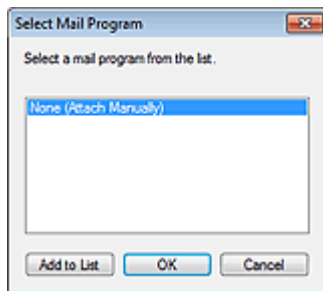 Select Mail Program
Select a mail program from the list.
None (Attach Manually)
Add to List OK Cancel